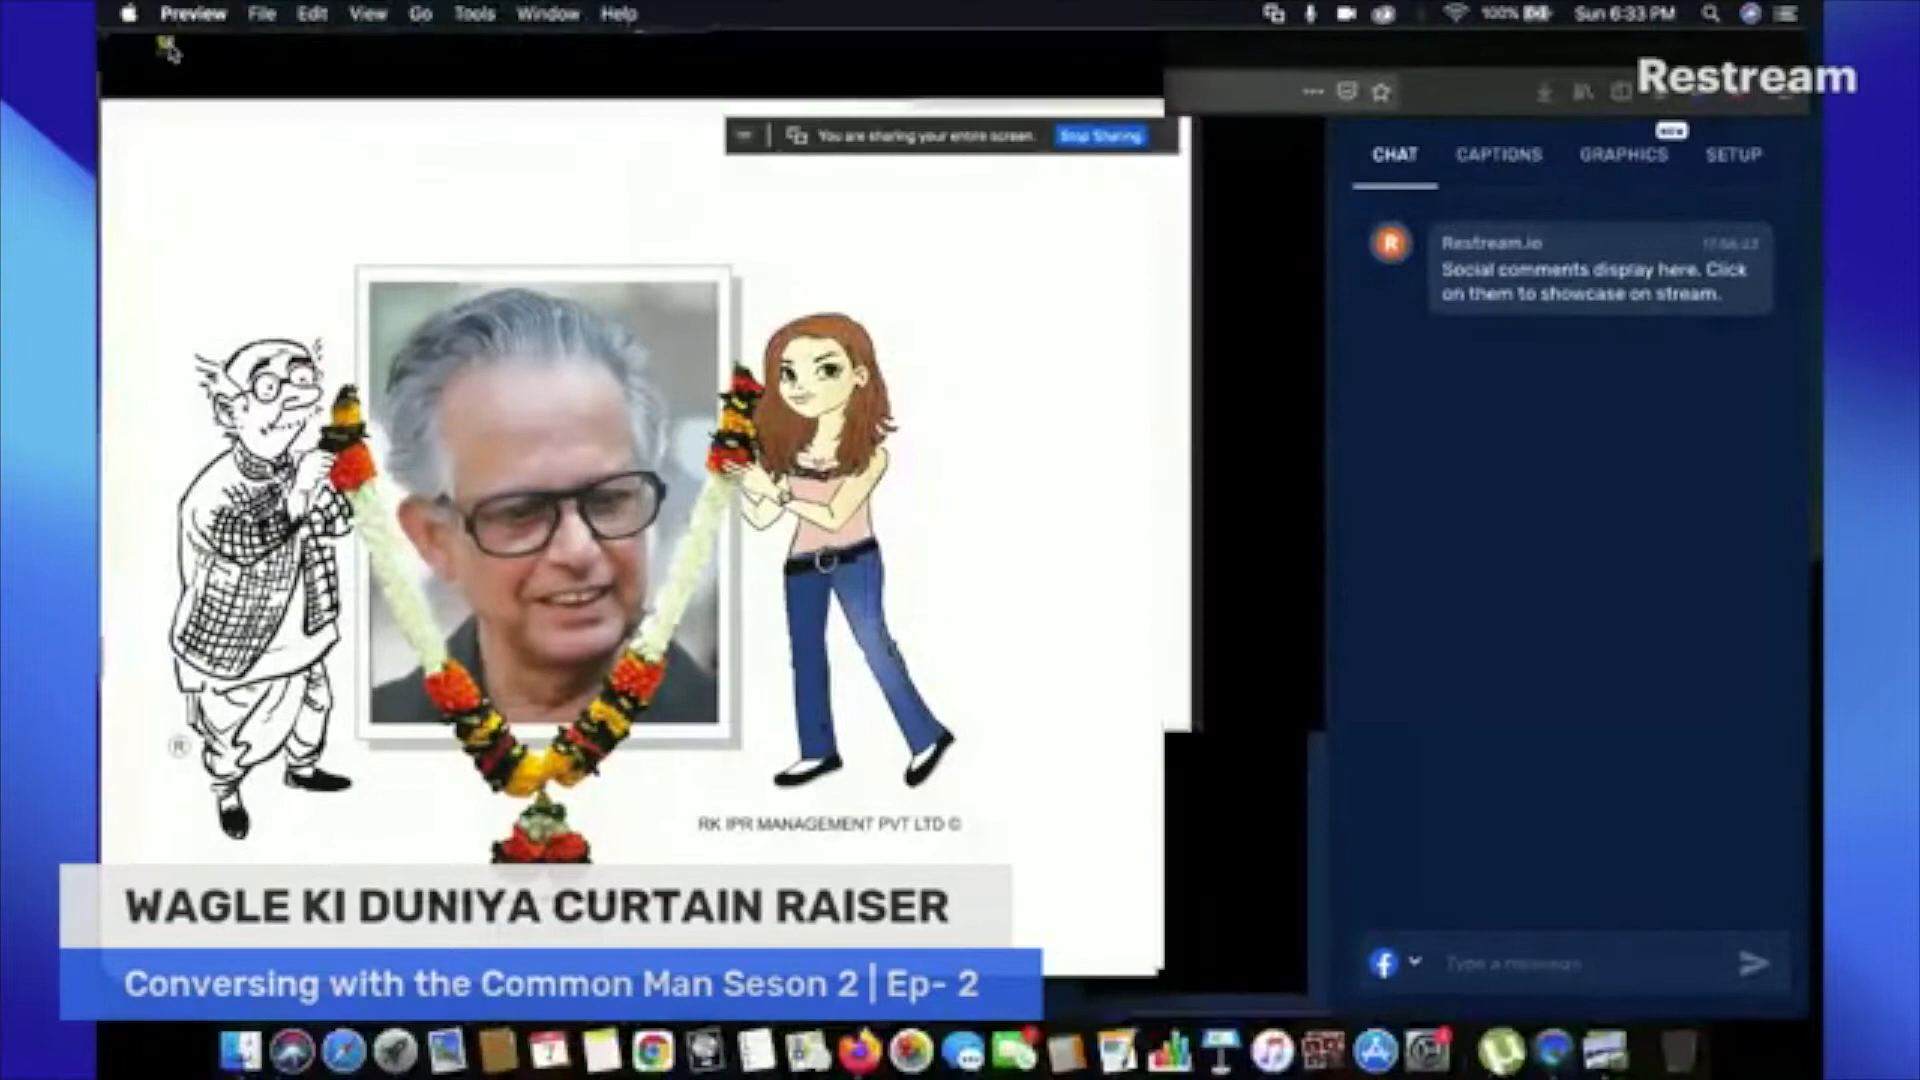 Preview File Edit View Go Tools Window Help
100% Sun 6:33 PM
Restream
You are sharing your entire screen. Stop Sharing
NEW
CHAT CAPTIONS GRAPHICS SETUP
R
Restream.io
Social comments display here. Click
on them to showcase on stream.
®
RK IPR MANAGEMENT PVT LTD ©
WAGLE KI DUNIYA CURTAIN RAISER
Conversing with the Common Man Seson 2 | Ep- 2
Type a message